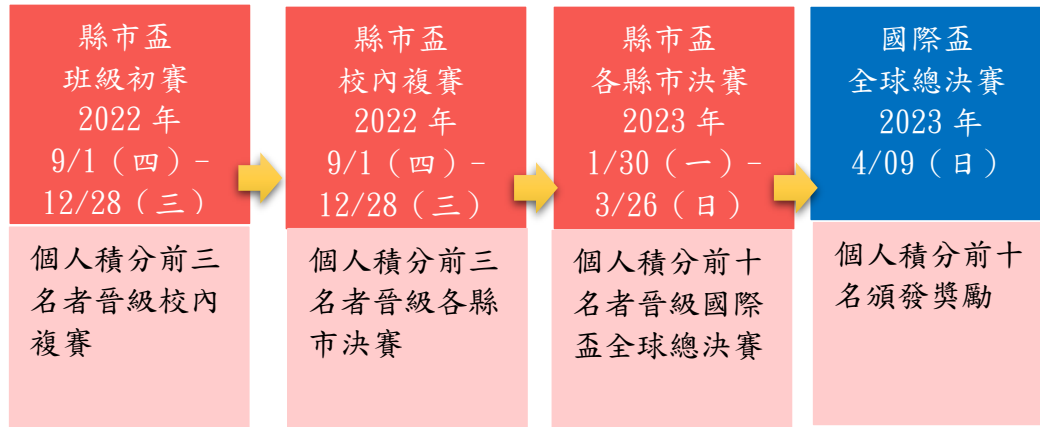 縣市盃
班級初賽
2022 年
9/1（四）-
12/28（三）
個人積分前三
名者晉級校內
複賽
縣市盃
校內複賽
2022 年
9/1（四）-
12/28（三）
個人積分前三
名者晉級各縣
市決賽
縣市盃
各縣市決賽
2023 年
1/30（一）-
3/26（日）
個人積分前十
名者晉級國際
盃全球總決賽
國際盃
全球總決賽
2023 年
4/09（日）
個人積分前十
名頒發獎勵